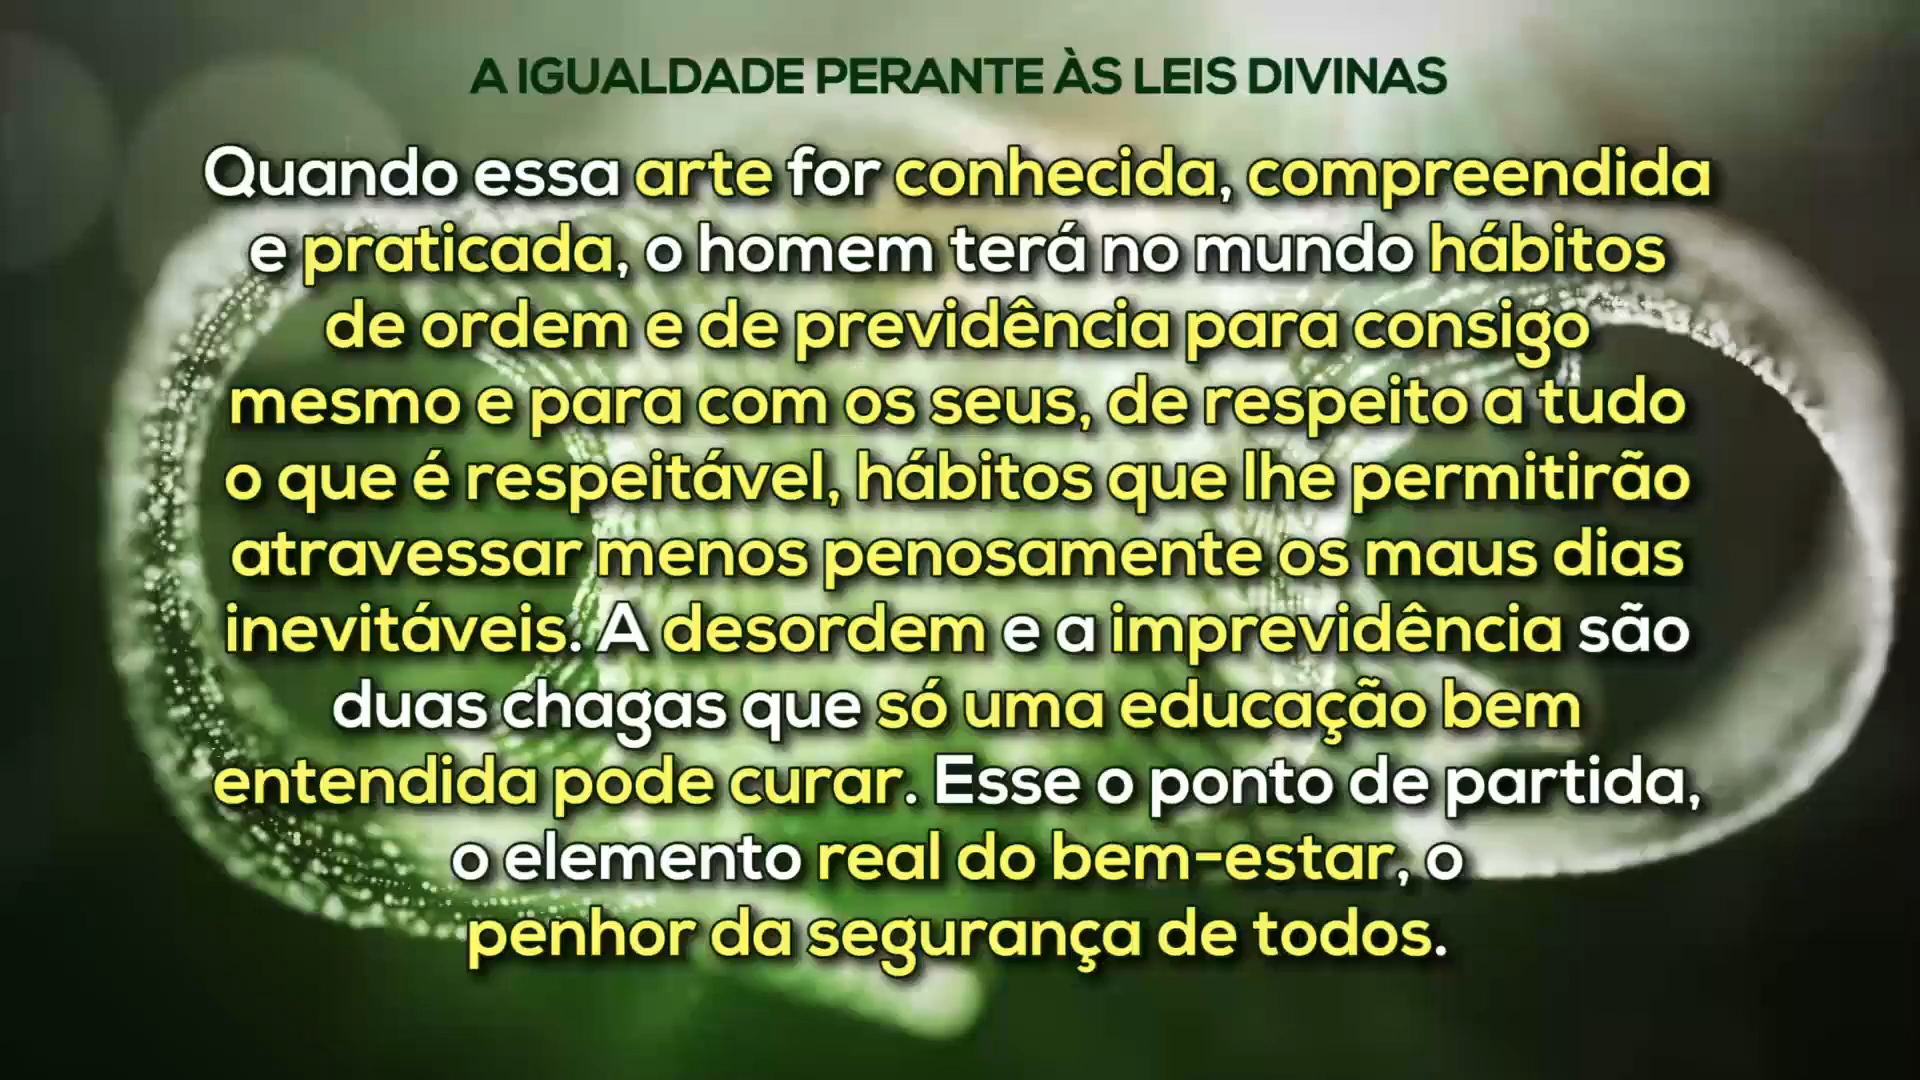 A IGUALDADE PERANTE ÀS LEIS DIVINAS
Quando essa arte for conhecida, compreendida
e praticada, o homem terá no mundo hábitos
de ordem e de previdência para consigo
mesmo e para com os seus, de respeito a tudo
o que é respeitável, hábitos que lhe permitirão
atravessar menos penosamente os maus dias
inevitáveis. A desordem e a imprevidência são
duas chagas que só uma educação bem
entendida pode curar. Esse o ponto de partida,
o elemento real do bem-estar, o
penhor da segurança de todos.